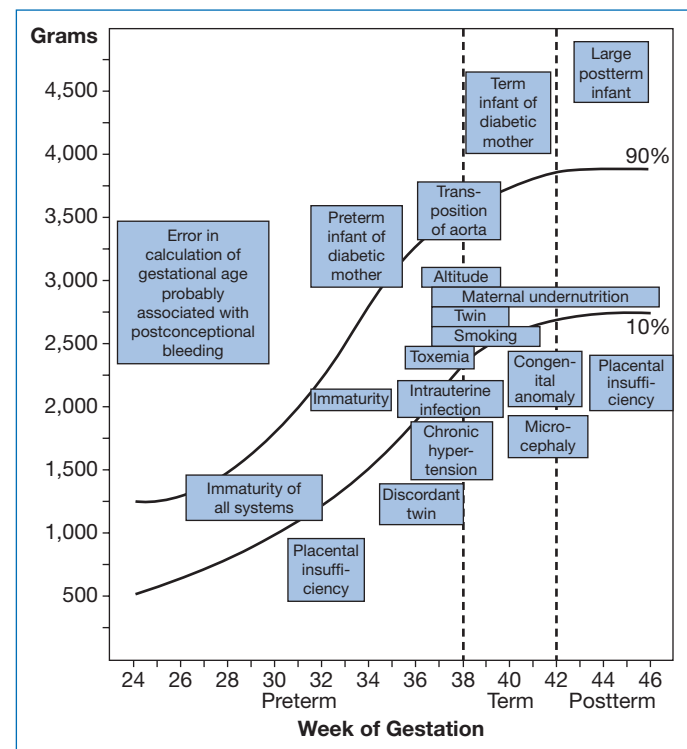 Grams
4,500
4,000
3,500
3,000
2,500
2,000
1,500
1,000
500
Large
postterm
infant
Term
infant of
diabetic
mother
90%
Trans-
position
of aorta
Preterm
infant of
diabetic
mother
Error in
calculation of
gestational age
probably
associated with
postconceptional
bleeding
Altitude
Maternal undernutrition
Twin
Smoking
10%
Toxemia
Congen-
ital
anomaly
Placental
insuffi-
ciency
Immaturity
Intrauterine
infection
Chronic
hyper-
tension
Micro-
cephaly
Immaturity of
all systems
Discordant
twin
Placental
insuffi-
ciency
24 26 28 30 32 34 36 38 40 42 44 46
Preterm Term Postterm
Week of Gestation